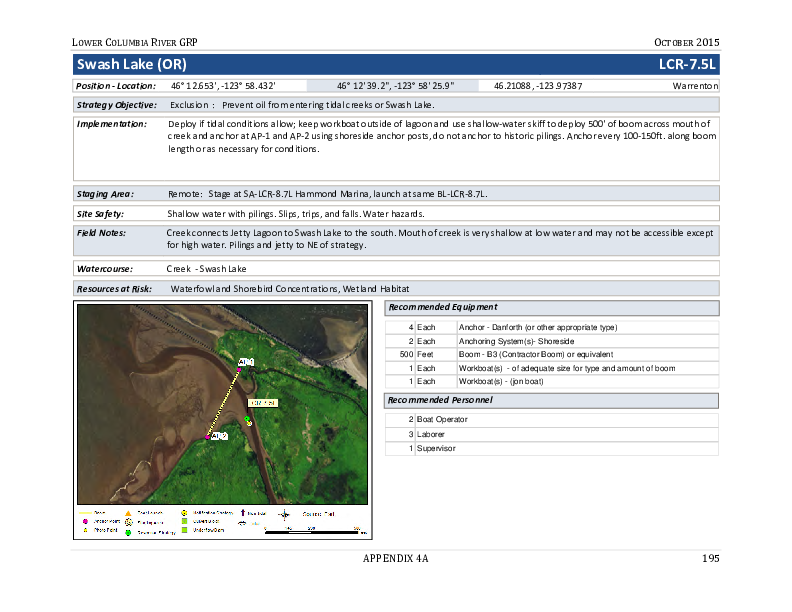 LOWER COLUMBIA RIVER GRP OCTOBER 2015
Swash Lake (OR) LCR-7.5L
Position - Location: 46° 12.653', -123° 58.432' 46° 12' 39.2", -123° 58' 25.9" 46.21088, -123.97387 Warrenton
Strategy Objective: Exclusion : Prevent oil from entering tidal creeks or Swash Lake.
Implementation: Deploy if tidal conditions allow; keep workboat outside of lagoon and use shallow-water skiff to deploy 500' of boom across mouth of
creek and anchor at AP-1 and AP-2 using shoreside anchor posts, do not anchor to historic pilings. Anchor every 100-150ft. along boom
length or as necessary for conditions.
Staging Area: Remote: Stage at SA-LCR-8.7L Hammond Marina, launch at same BL-LCR-8.7L.
Site Safety: Shallow water with pilings. Slips, trips, and falls. Water hazards.
Field Notes: Creek connects Jetty Lagoon to Swash Lake to the south. Mouth of creek is very shallow at low water and may not be accessible except
for high water. Pilings and jetty to NE of strategy.
Watercourse: Creek - Swash Lake
Resources at Risk: Waterfowl and Shorebird Concentrations, Wetland Habitat
Recommended Equipment
4 Each Anchor - Danforth (or other appropriate type)
2 Each Anchoring System(s)- Shoreside
500 Feet Boom - B3 (Contractor Boom) or equivalent
1 Each Workboat(s) - of adequate size for type and amount of boom
1 Each Workboat(s) - (jon boat)
Recommended Personnel
2 Boat Operator
3 Laborer
1 Supervisor
Anchor Point
Photo Point
Notification Strategy
APPENDIX 4A 195